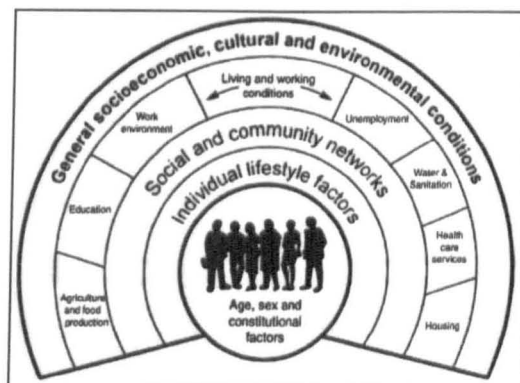 General socioeconomic, cultural and environmental conditions
Living and working
conditions
Work
environment
Unemployment
Education
Water &
Sanitation
Agriculture
and food
production
Health
care
services
Housing
Social and community networks
Individual lifestyle factors
Age, sex and
constitutional
factors